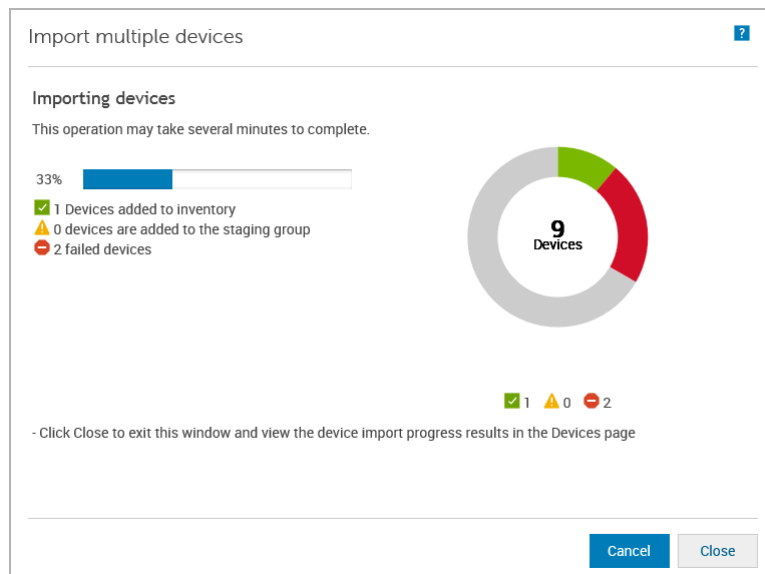 Import multiple devices
?
Importing devices
This operation may take several minutes to complete.
33%
1 Devices added to inventory
0 devices are added to the staging group
2 failed devices
9
Devices
1 0 2
- Click Close to exit this window and view the device import progress results in the Devices page
Cancel Close